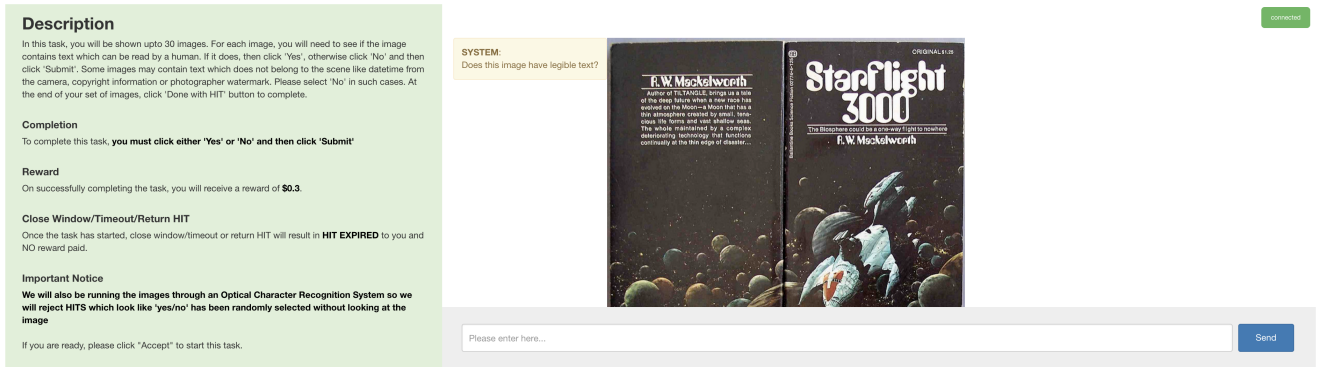 Description
In this task, you will be shown upto 30 images. For each image, you will need to see if the image
contains text which can be read by a human. If it does, then click 'Yes', otherwise click 'No' and then
click 'Submit'. Some images may contain text which does not belong to the scene like datetime from
the camera, copyright information or photographer watermark. Please select 'No' in such cases. At
the end of your set of images, click 'Done with HIT' button to complete.
Completion
To complete this task, you must click either 'Yes' or 'No' and then click 'Submit'
Reward
On successfully completing the task, you will receive a reward of $0.3.
Close Window/Timeout/Return HIT
Once the task has started, close window/timeout or return HIT will result in HIT EXPIRED to you and
NO reward paid.
Important Notice
We will also be running the images through an Optical Character Recognition System so we
will reject HITS which look like 'yes/no' has been randomly selected without looking at the
image
If you are ready, please click "Accept" to start this task.
connected
SYSTEM:
Does this image have legible text?
R.W. Mackelworth
Author of TILTANGLE, brings us a tale
of the deep future when a new race has
evolved on the Moon—a Moon that has a
thin atmosphere created by small, tena-
cious life forms and vast shallow seas.
The whole maintained by a complex
deteriorating technology that functions
continually at the thin edge of disaster...
Ballantine Books Science Fiction
ORIGINAL $1.25
Starflight
3000
The Biosphere could be a one-way flight to nowhere
R.W. Mackelworth
Please enter here...
Send